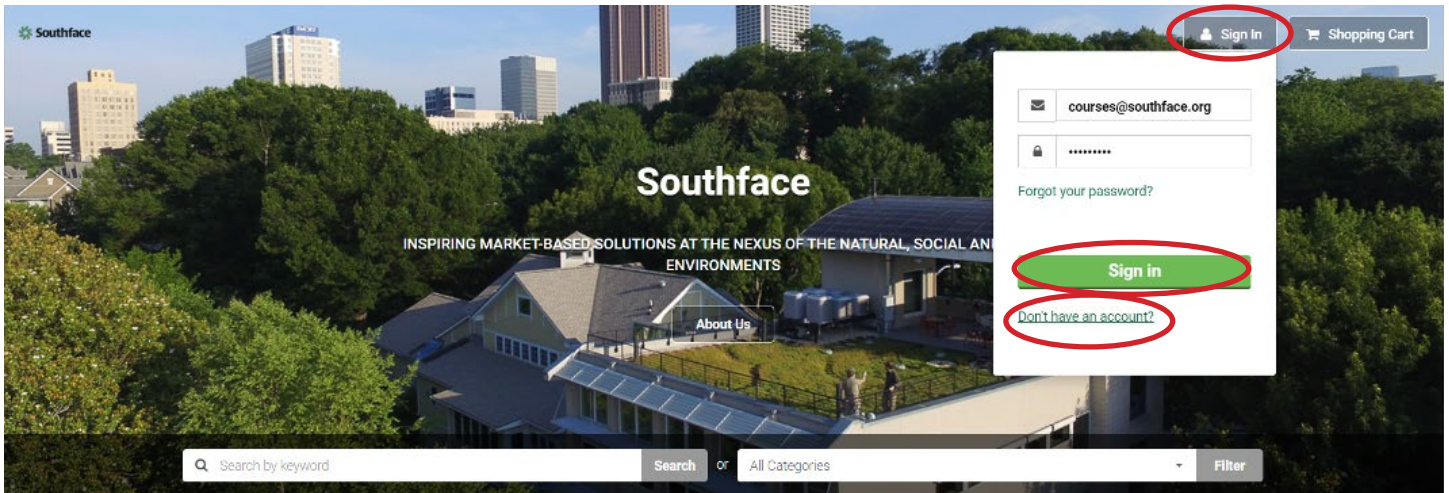 Southface
Sign In
Shopping Cart
courses@southface.org
•••••••••
Forgot your password?
Southface
INSPIRING MARKET-BASED SOLUTIONS AT THE NEXUS OF THE NATURAL, SOCIAL AN
ENVIRONMENTS
Sign in
Don't have an account?
About Us
Search by keyword
Search
or
All Categories
Filter